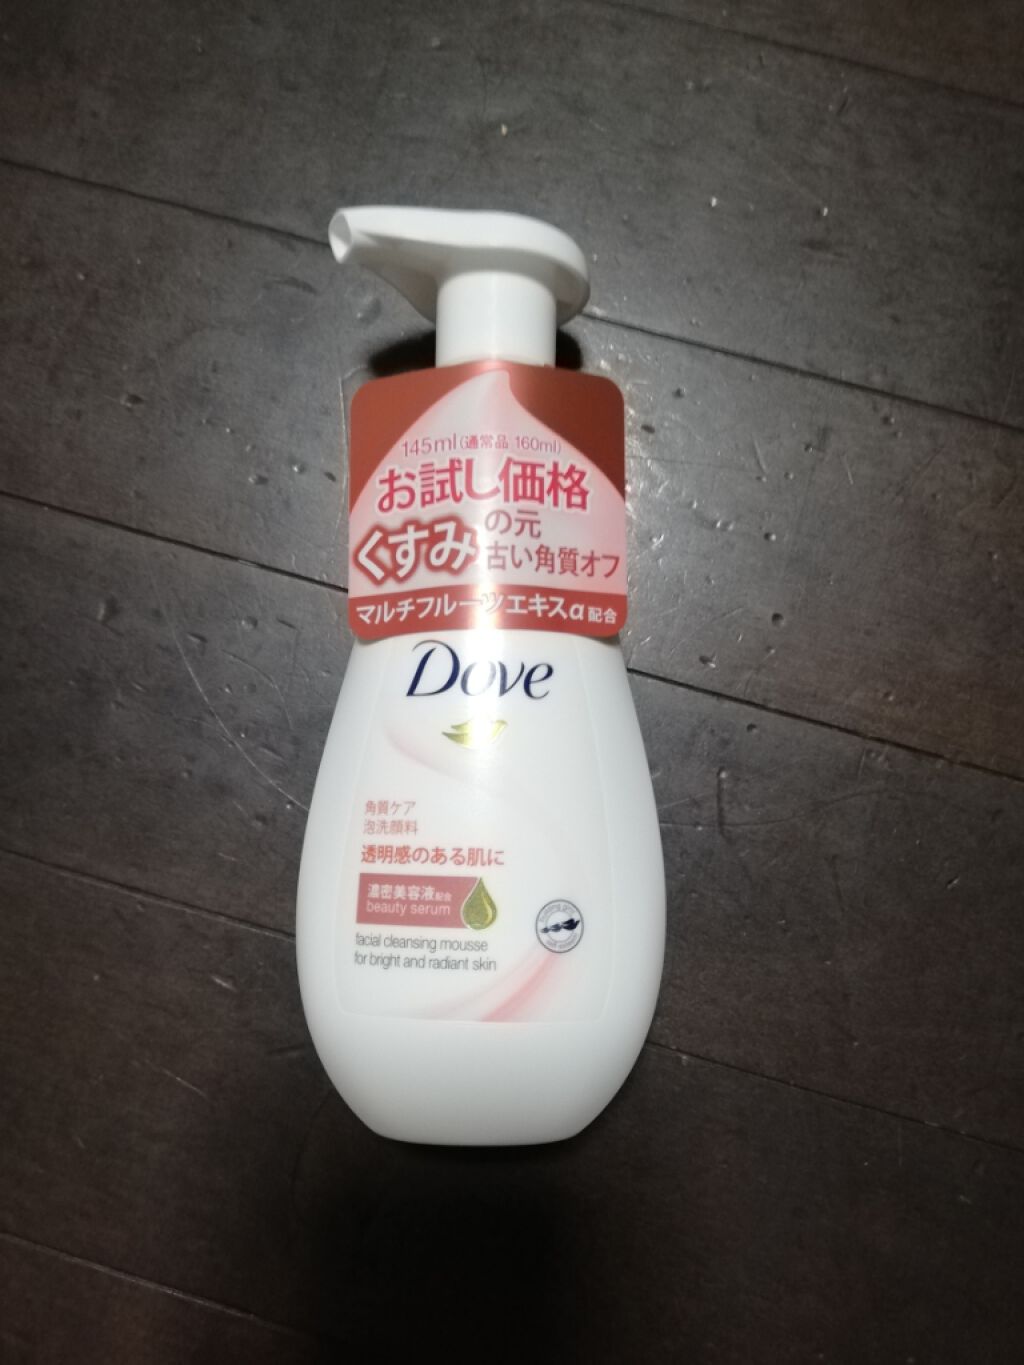 145ml(通常品 160ml)
お試し価格
くすみの元
古い角質オフ
マルチフルーツエキスα配合
Dove
角質ケア
泡洗顔料
透明感のある肌に
濃密美容液配合
beauty serum
facial cleansing mousse
for bright and radiant skin